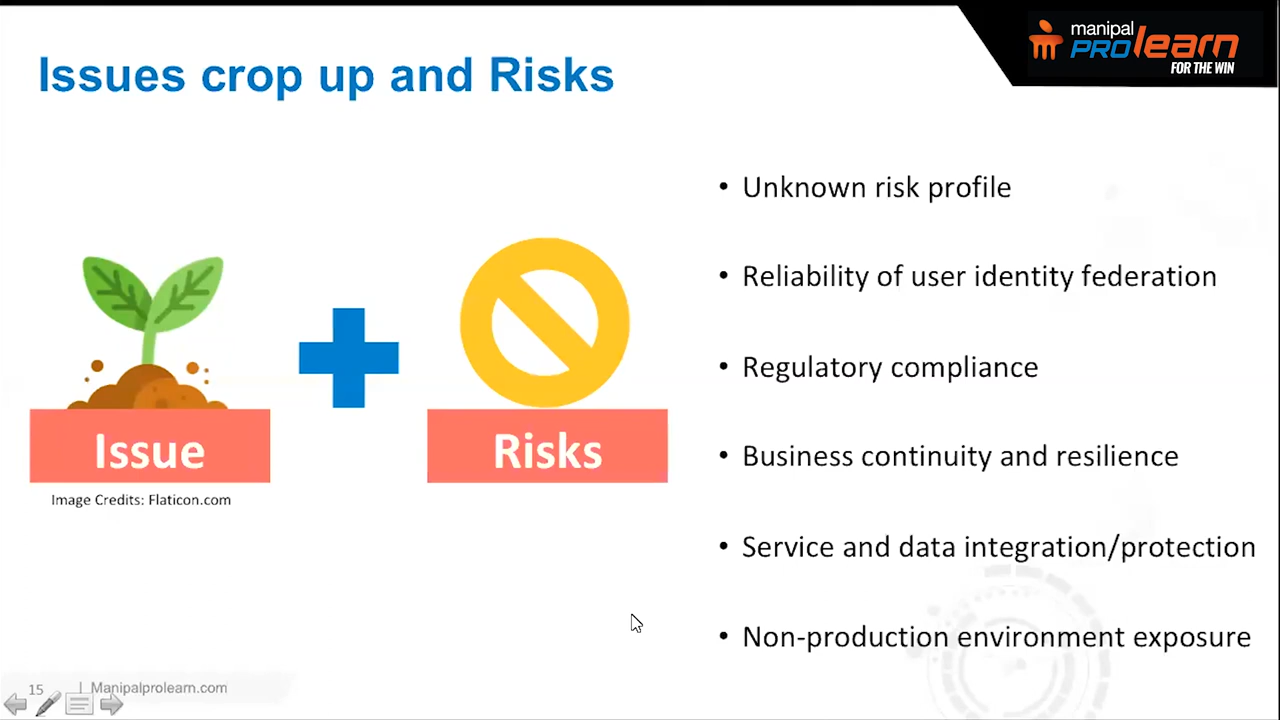 manipal
PROlearn
FOR THE WIN
Issues crop up and Risks
Issue
Risks
Image Credits: Flaticon.com
• Unknown risk profile
• Reliability of user identity federation
• Regulatory compliance
• Business continuity and resilience
• Service and data integration/protection
• Non-production environment exposure
15 | Manipalprolearn.com